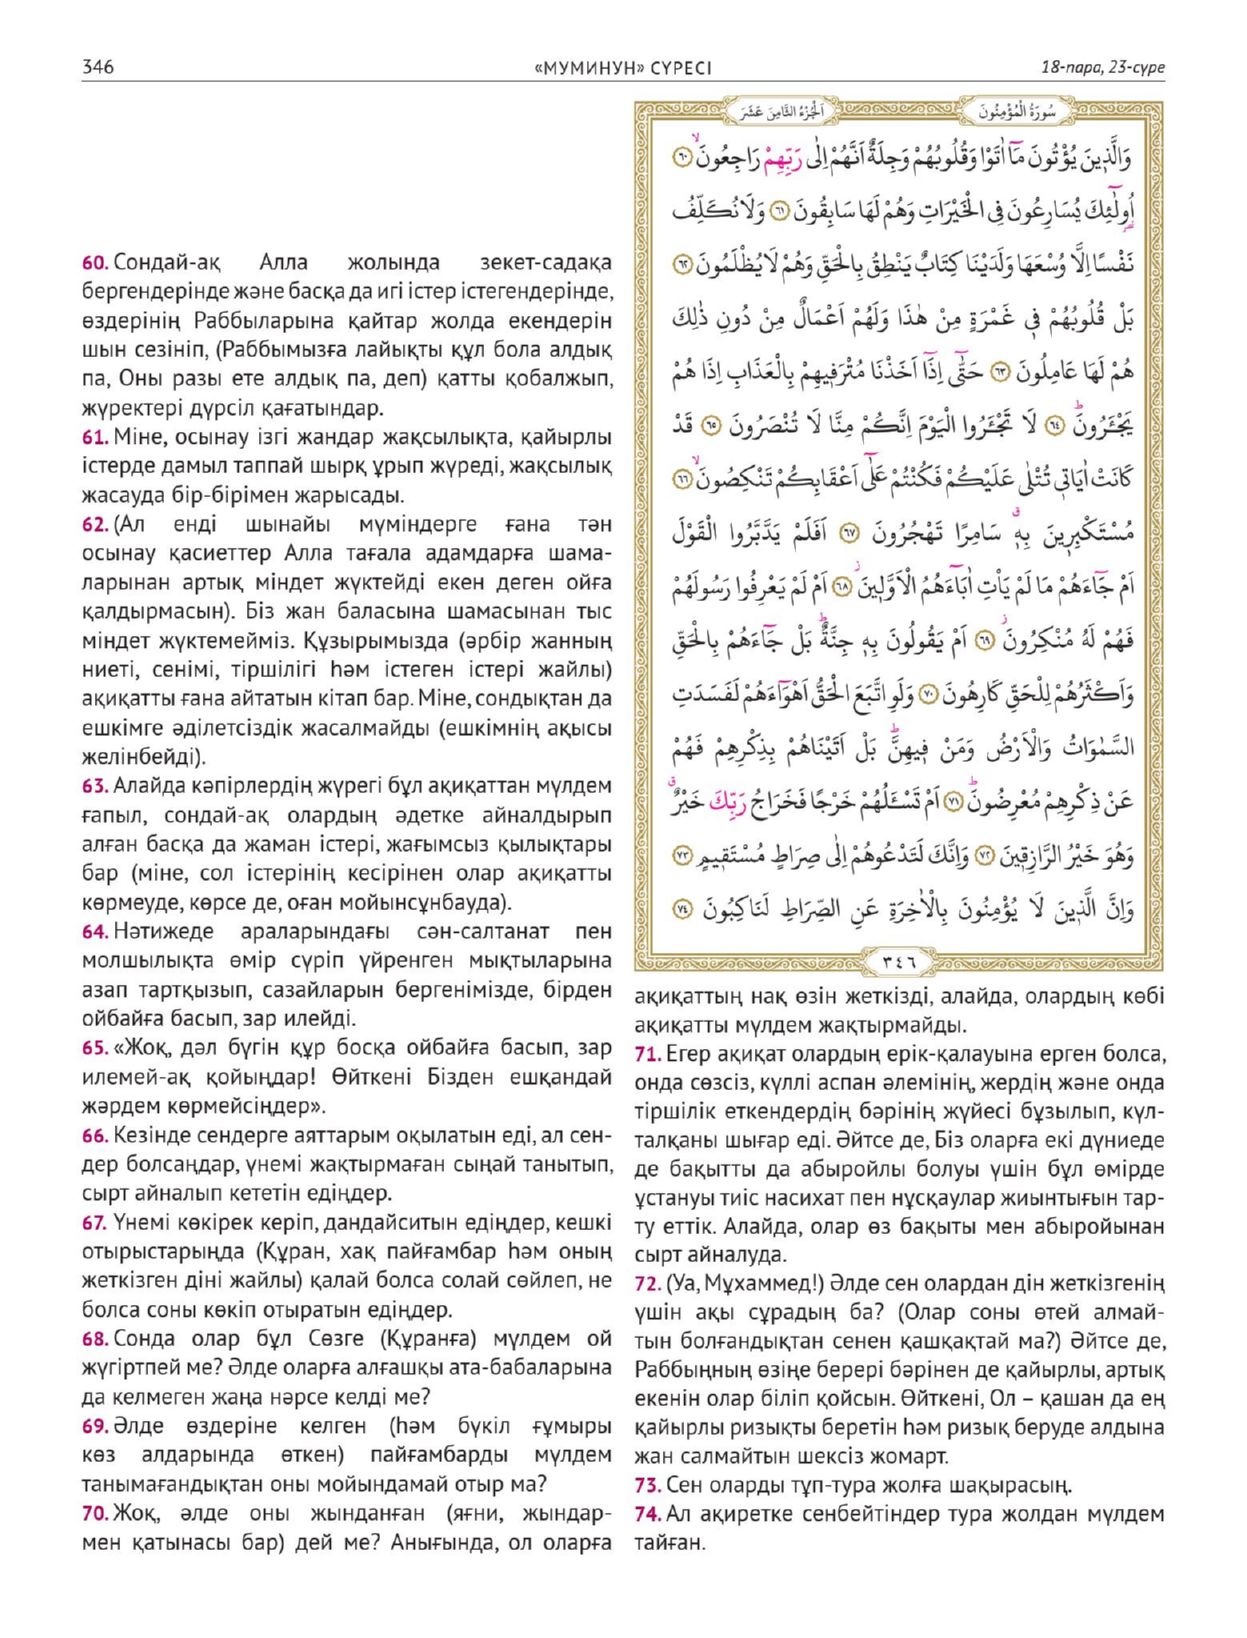 346
«МУМИНУН» СҮРЕСІ
18-пара, 23-сүре
60. Сондай-ақ Алла жолында зекет-садақа
бергендерінде және басқа да игі істер істегендерінде,
өздерінің Раббыларына қайтар жолда екендерін
шын сезініп, (Раббымызға лайықты құл бола алдық
па, Оны разы ете алдық па, деп) қатты қобалжып,
жүректері дүрсіл қағатындар.
61. Міне, осынау ізгі жандар жақсылықта, қайырлы
істерде дамыл таппай шырқ ұрып жүреді, жақсылық
жасауда бір-бірімен жарысады.
62. (Ал енді шынайы мүміндерге ғана тән
осынау қасиеттер Алла тағала адамдарға шама-
ларынан артық міндет жүктейді екен деген ойға
қалдырмасын). Біз жан баласына шамасынан тыс
міндет жүктемейміз. Құзырымызда (әрбір жанның
ниеті, сенімі, тіршілігі һәм істеген істері жайлы)
ақиқатты ғана айтатын кітап бар. Міне, сондықтан да
ешкімге әділетсіздік жасалмайды (ешкімнің ақысы
желінбейді).
63. Алайда кәпірлердің жүрегі бұл ақиқаттан мүлдем
ғапыл, сондай-ақ олардың әдетке айналдырып
алған басқа да жаман істері, жағымсыз қылықтары
бар (міне, сол істерінің кесірінен олар ақиқатты
көрмеуде, көрсе де, оған мойынсұнбауда).
64. Нәтижеде араларындағы сән-салтанат пен
молшылықта өмір сүріп үйренген мықтыларына
азап тартқызып, сазайларын бергенімізде, бірден
ойбайға басып, зар илейді.
65. «Жоқ, дәл бүгін құр босқа ойбайға басып, зар
илемей-ақ қойыңдар! Өйткені Бізден ешқандай
жәрдем көрмейсіңдер».
66. Кезінде сендерге аяттарым оқылатын еді, ал сен-
дер болсаңдар, үнемі жақтырмаған сыңай танытып,
сырт айналып кететін едіңдер.
67. Үнемі көкірек керіп, дандайситын едіңдер, кешкі
отырыстарыңда (Құран, хақ пайғамбар һәм оның
жеткізген діні жайлы) қалай болса солай сөйлеп, не
болса соны көкіп отыратын едіңдер.
68. Сонда олар бұл Сөзге (Құранға) мүлдем ой
жүгіртпей ме? Әлде оларға алғашқы ата-бабаларына
да келмеген жаңа нәрсе келді ме?
69. Әлде өздеріне келген (һәм бүкіл ғұмыры
көз алдарында өткен) пайғамбарды мүлдем
танымағандықтан оны мойындамай отыр ма?
70. Жоқ, әлде оны жынданған (яғни, жындар-
мен қатынасы бар) дей ме? Анығында, ол оларға
اَلْجُزْءُ الثَّامِنَ عَشَرَ
سُورَةُ الْمُؤْمِنُونَ
وَالَّذ۪ينَ يُؤْتُونَ مَٓا اٰتَوْا وَقُلُوبُهُمْ وَجِلَةٌ اَنَّهُمْ اِلٰى رَبِّهِمْ رَاجِعُونَۙ ﴿٦٠﴾
اُو۬لٰٓئِكَ يُسَارِعُونَ فِي الْخَيْرَاتِ وَهُمْ لَهَا سَابِقُونَ ﴿٦١﴾ وَلَا نُكَلِّفُ
نَفْسًا اِلَّا وُسْعَهَا وَلَدَيْنَا كِتَابٌ يَنْطِقُ بِالْحَقِّ وَهُمْ لَا يُظْلَمُونَ ﴿٦٢﴾
بَلْ قُلُوبُهُمْ ف۪ي غَمْرَةٍ مِنْ هٰذَا وَلَهُمْ اَعْمَالٌ مِنْ دُونِ ذٰلِكَ
هُمْ لَهَا عَامِلُونَ ﴿٦٣﴾ حَتّٰٓى اِذَٓا اَخَذْنَا مُتْرَف۪يهِمْ بِالْعَذَابِ اِذَا هُمْ
يَجْـَٔرُونَۜ ﴿٦٤﴾ لَا تَجْـَٔرُوا الْيَوْمَ اِنَّكُمْ مِنَّا لَا تُنْصَرُونَ ﴿٦٥﴾ قَدْ
كَانَتْ اٰيَات۪ي تُتْلٰى عَلَيْكُمْ فَكُنْتُمْ عَلٰٓى اَعْقَابِكُمْ تَنْكِصُونَۙ ﴿٦٦﴾
مُسْتَكْبِر۪ينَ بِه۪ۗ سَامِرًا تَهْجُرُونَ ﴿٦٧﴾ اَفَلَمْ يَدَّبَّرُوا الْقَوْلَ
اَمْ جَٓاءَهُمْ مَا لَمْ يَأْتِ اٰبَٓاءَهُمُ الْاَوَّل۪ينَۘ ﴿٦٨﴾ اَمْ لَمْ يَعْرِفُوا رَسُولَهُمْ
فَهُمْ لَهُ مُنْكِرُونَۘ ﴿٦٩﴾ اَمْ يَقُولُونَ بِه۪ جِنَّةٌۜ بَلْ جَٓاءَهُمْ بِالْحَقِّ
وَاَكْثَرُهُمْ لِلْحَقِّ كَارِهُونَ ﴿٧٠﴾ وَلَوِ اتَّبَعَ الْحَقُّ اَهْوَٓاءَهُمْ لَفَسَدَتِ
السَّمٰوَاتُ وَالْاَرْضُ وَمَنْ ف۪يهِنَّۜ بَلْ اَتَيْنَاهُمْ بِذِكْرِهِمْ فَهُمْ
عَنْ ذِكْرِهِمْ مُعْرِضُونَۜ ﴿٧١﴾ اَمْ تَسْـَٔلُهُمْ خَرْجًا فَخَرَاجُ رَبِّكَ خَيْرٌۗ
وَهُوَ خَيْرُ الرَّازِق۪ينَ ﴿٧٢﴾ وَاِنَّكَ لَتَدْعُوهُمْ اِلٰى صِرَاطٍ مُسْتَق۪يمٍ ﴿٧٣﴾
وَاِنَّ الَّذ۪ينَ لَا يُؤْمِنُونَ بِالْاٰخِرَةِ عَنِ الصِّرَاطِ لَنَاكِبُونَ ﴿٧٤﴾
٣٤٦
ақиқаттың нақ өзін жеткізді, алайда, олардың көбі
ақиқатты мүлдем жақтырмайды.
71. Егер ақиқат олардың ерік-қалауына ерген болса,
онда сөзсіз, күллі аспан әлемінің, жердің және онда
тіршілік еткендердің бәрінің жүйесі бұзылып, күл-
талқаны шығар еді. Әйтсе де, Біз оларға екі дүниеде
де бақытты да абыройлы болуы үшін бұл өмірде
ұстануы тиіс насихат пен нұсқаулар жиынтығын тар-
ту еттік. Алайда, олар өз бақыты мен абыройынан
сырт айналуда.
72. (Уа, Мұхаммед!) Әлде сен олардан дін жеткізгенің
үшін ақы сұрадың ба? (Олар соны өтей алмай-
тын болғандықтан сенен қашқақтай ма?) Әйтсе де,
Раббыңның өзіңе берері бәрінен де қайырлы, артық
екенін олар біліп қойсын. Өйткені, Ол – қашан да ең
қайырлы ризықты беретін һәм ризық беруде алдына
жан салмайтын шексіз жомарт.
73. Сен оларды тұп-тура жолға шақырасың.
74. Ал ақиретке сенбейтіндер тура жолдан мүлдем
тайған.